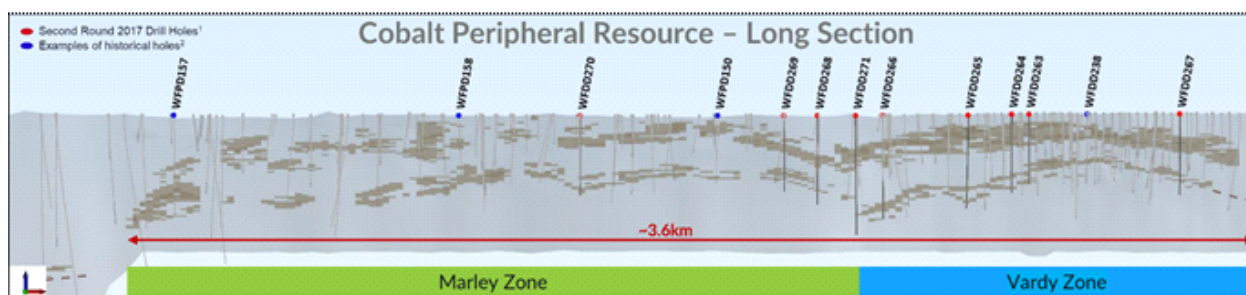 Second Round 2017 Drill Holes¹
Examples of historical holes²
Cobalt Peripheral Resource – Long Section
WFPD157
WFPD158
WFDD270
WFPD150
WFDD269
WFDD268
WFDD271
WFDD266
WFDD265
WFDD264
WFDD263
WFDD238
WFDD267
~3.6km
Marley Zone
Vardy Zone